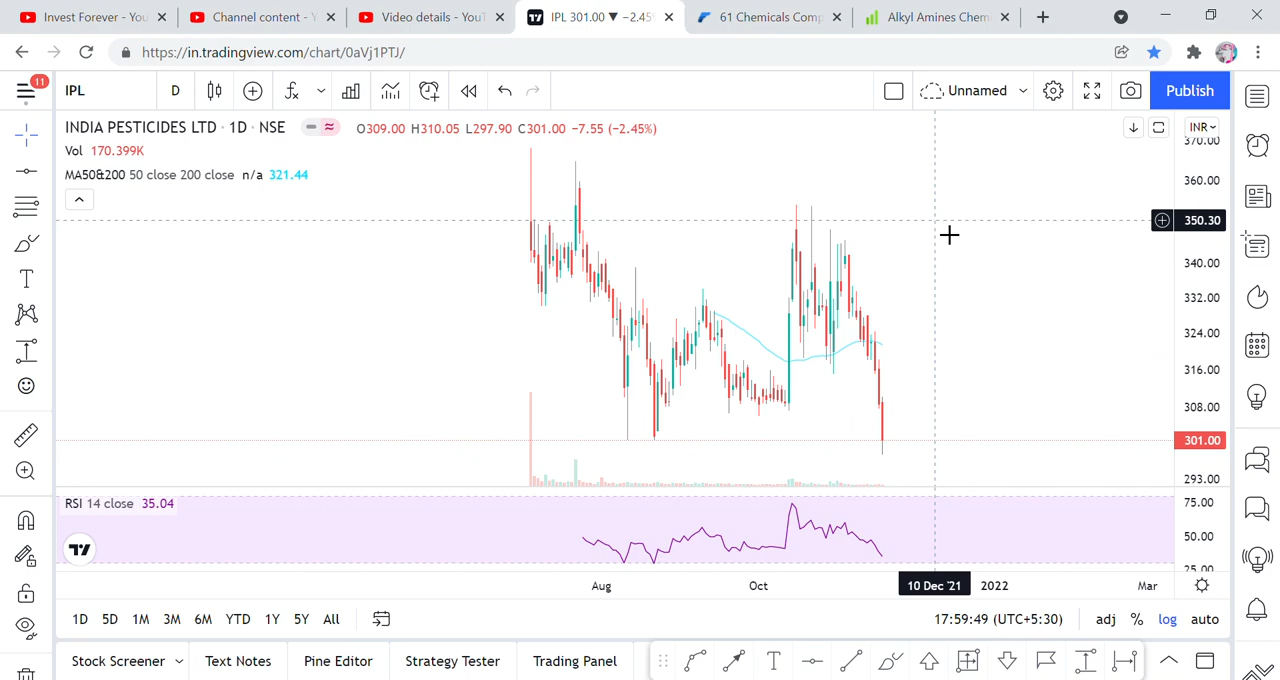 Invest Forever - You
Channel content - Y
Video details - YouT
IPL 301.00 ▼ −2.45
61 Chemicals Comp
Alkyl Amines Chem
https://in.tradingview.com/chart/0aVj1PTJ/
11
IPL
D
Unnamed
Publish
INDIA PESTICIDES LTD · 1D · NSE
O309.00 H310.05 L297.90 C301.00 −7.55 (−2.45%)
INR
Vol 170.399K
MA50&200 50 close 200 close n/a 321.44
370.00
360.00
350.30
340.00
332.00
324.00
316.00
308.00
301.00
293.00
RSI 14 close 35.04
75.00
50.00
25.00
Aug
Oct
10 Dec '21
2022
Mar
1D 5D 1M 3M 6M YTD 1Y 5Y All
17:59:49 (UTC+5:30)
adj % log auto
Stock Screener
Text Notes
Pine Editor
Strategy Tester
Trading Panel